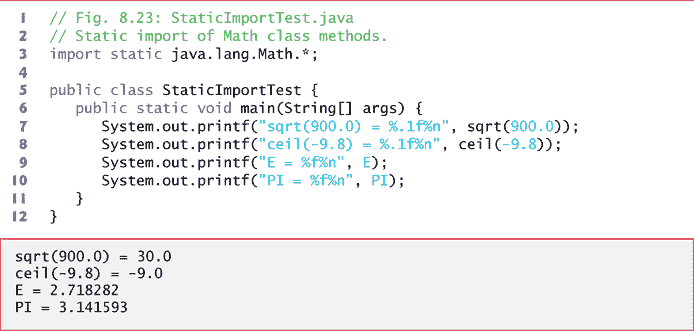 1 // Fig. 8.23: StaticImportTest.java
2 // Static import of Math class methods.
3 import static java.lang.Math.*;
4
5 public class StaticImportTest {
6 public static void main(String[] args) {
7 System.out.printf("sqrt(900.0) = %.1f%n", sqrt(900.0));
8 System.out.printf("ceil(-9.8) = %.1f%n", ceil(-9.8));
9 System.out.printf("E = %f%n", E);
10 System.out.printf("PI = %f%n", PI);
11 }
12 }
sqrt(900.0) = 30.0
ceil(-9.8) = -9.0
E = 2.718282
PI = 3.141593